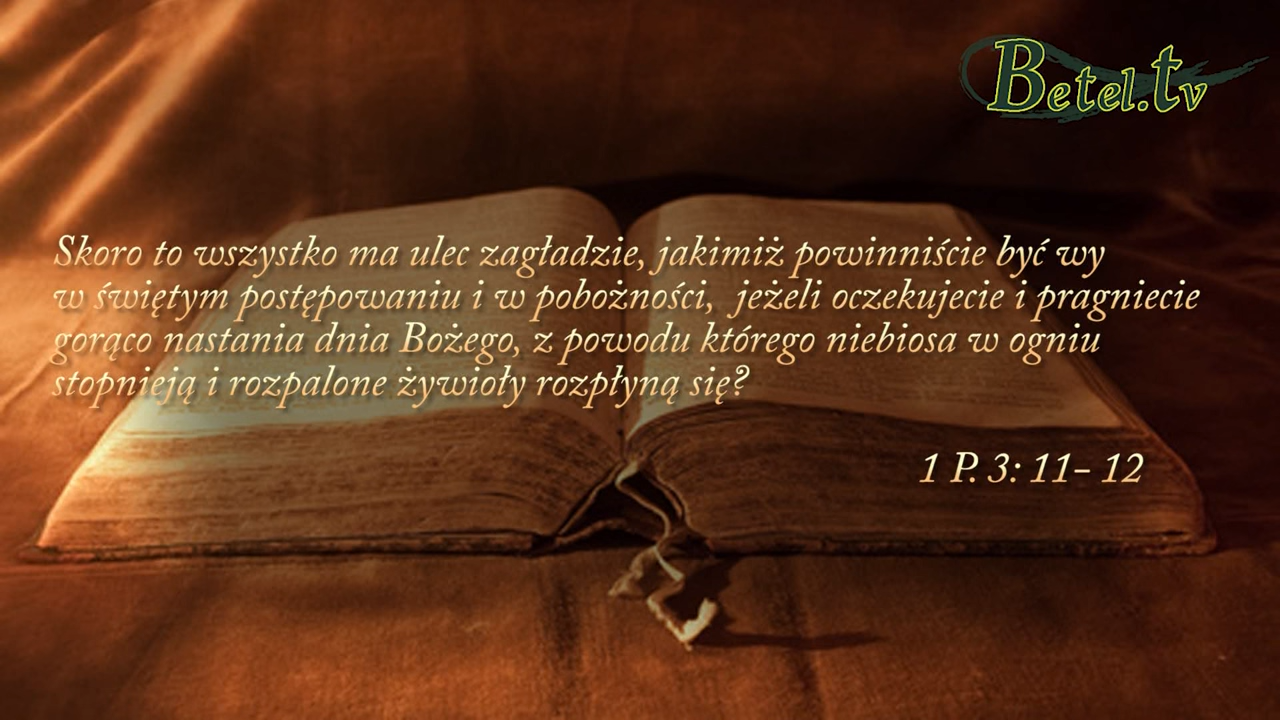 Betel.tv
Skoro to wszystko ma ulec zagładzie, jakimiż powinniście być wy
w świętym postępowaniu i w pobożności, jeżeli oczekujecie i pragniecie
gorąco nastania dnia Bożego, z powodu którego niebiosa w ogniu
stopnieją i rozpalone żywioły rozpłyną się?
1 P. 3: 11- 12